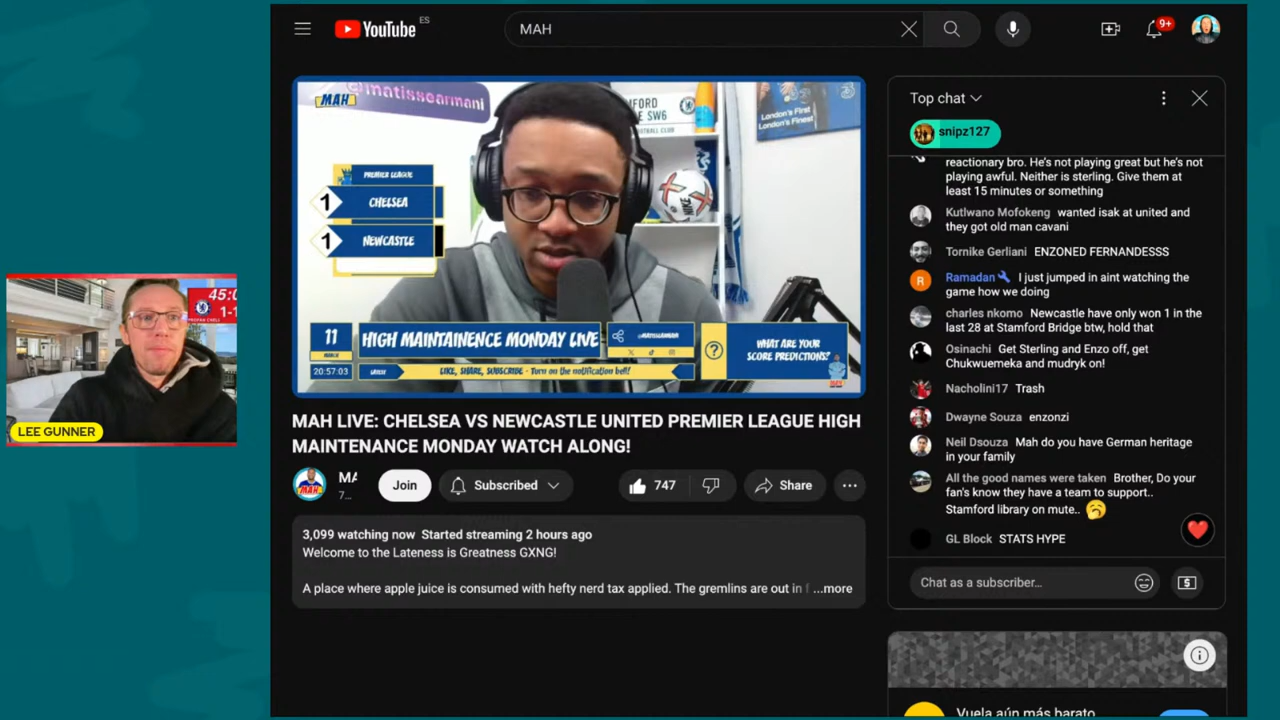 YouTube ES
MAH
9+
@matissearmani
MAH
PREMIER LEAGUE
1 CHELSEA
1 NEWCASTLE
London's First
London's Finest
11
MARCH
20:57:03
HIGH MAINTAINENCE MONDAY LIVE
LATEST
LIKE, SHARE, SUBSCRIBE - Turn on the notification bell!
WHAT ARE YOUR
SCORE PREDICTIONS?
MAH LIVE: CHELSEA VS NEWCASTLE UNITED PREMIER LEAGUE HIGH
MAINTENANCE MONDAY WATCH ALONG!
Join
Subscribed
747
Share
3,099 watching now Started streaming 2 hours ago
Welcome to the Lateness is Greatness GXNG!
A place where apple juice is consumed with hefty nerd tax applied. The gremlins are out in f ...more
LEE GUNNER
Top chat
snipz127
reactionary bro. He's not playing great but he's not
playing awful. Neither is sterling. Give them at
least 15 minutes or something
Kutlwano Mofokeng wanted isak at united and
they got old man cavani
Tornike Gerliani ENZONED FERNANDESSS
Ramadan I just jumped in aint watching the
game how we doing
charles nkomo Newcastle have only won 1 in the
last 28 at Stamford Bridge btw, hold that
Osinachi Get Sterling and Enzo off, get
Chukwuemeka and mudryk on!
Nacholini17 Trash
Dwayne Souza enzonzi
Neil Dsouza Mah do you have German heritage
in your family
All the good names were taken Brother, Do your
fan's know they have a team to support..
Stamford library on mute..
GL Block STATS HYPE
Chat as a subscriber...
Vuela aún más barato